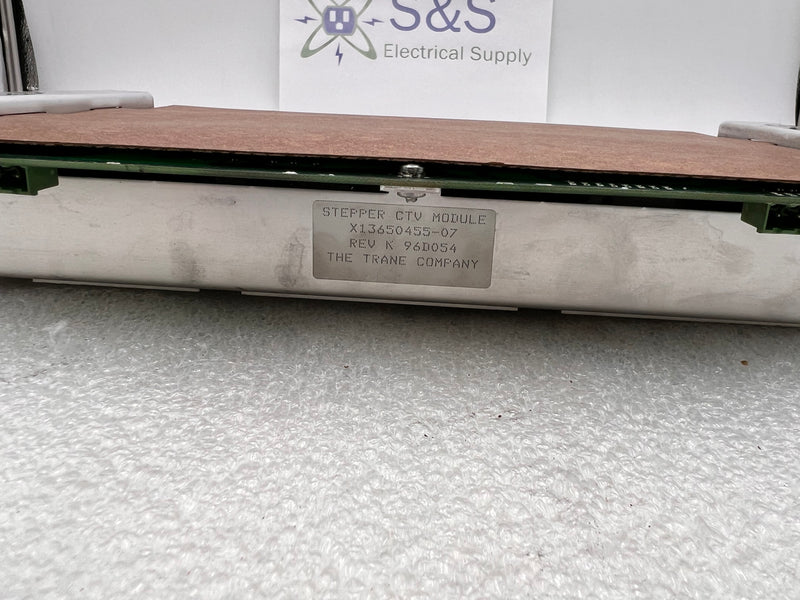 S&S
Electrical Supply
STEPPER CTV MODULE
X13650455-07
REV K 96D054
THE TRANE COMPANY